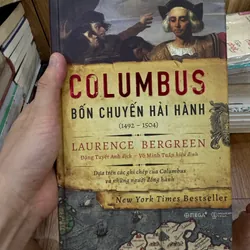 COLUMBUS
BỐN CHUYẾN HẢI HÀNH
(1492 – 1504)
LAURENCE BERGREEN
Đặng Tuyết Anh dịch – Võ Minh Tuấn hiệu đính
Dựa trên các ghi chép của Columbus
và những người đồng hành
New York Times Bestseller
OMEGA